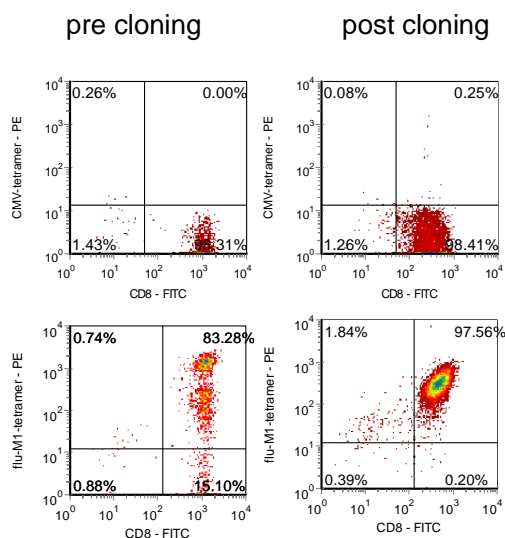 pre cloning
post cloning
CMV-tetramer - PE
10^4
10^3
10^2
10^1
10^0
0.26%
0.00%
1.43%
98.31%
10^0 10^1 10^2 10^3 10^4
CD8 - FITC
CMV-tetramer - PE
10^4
10^3
10^2
10^1
10^0
0.08%
0.25%
1.26%
98.41%
10^0 10^1 10^2 10^3 10^4
CD8 - FITC
flu-M1-tetramer - PE
10^4
10^3
10^2
10^1
10^0
0.74%
83.28%
0.88%
15.10%
10^0 10^1 10^2 10^3 10^4
CD8 - FITC
flu-M1-tetramer - PE
10^4
10^3
10^2
10^1
10^0
1.84%
97.56%
0.39%
0.20%
10^0 10^1 10^2 10^3 10^4
CD8 - FITC